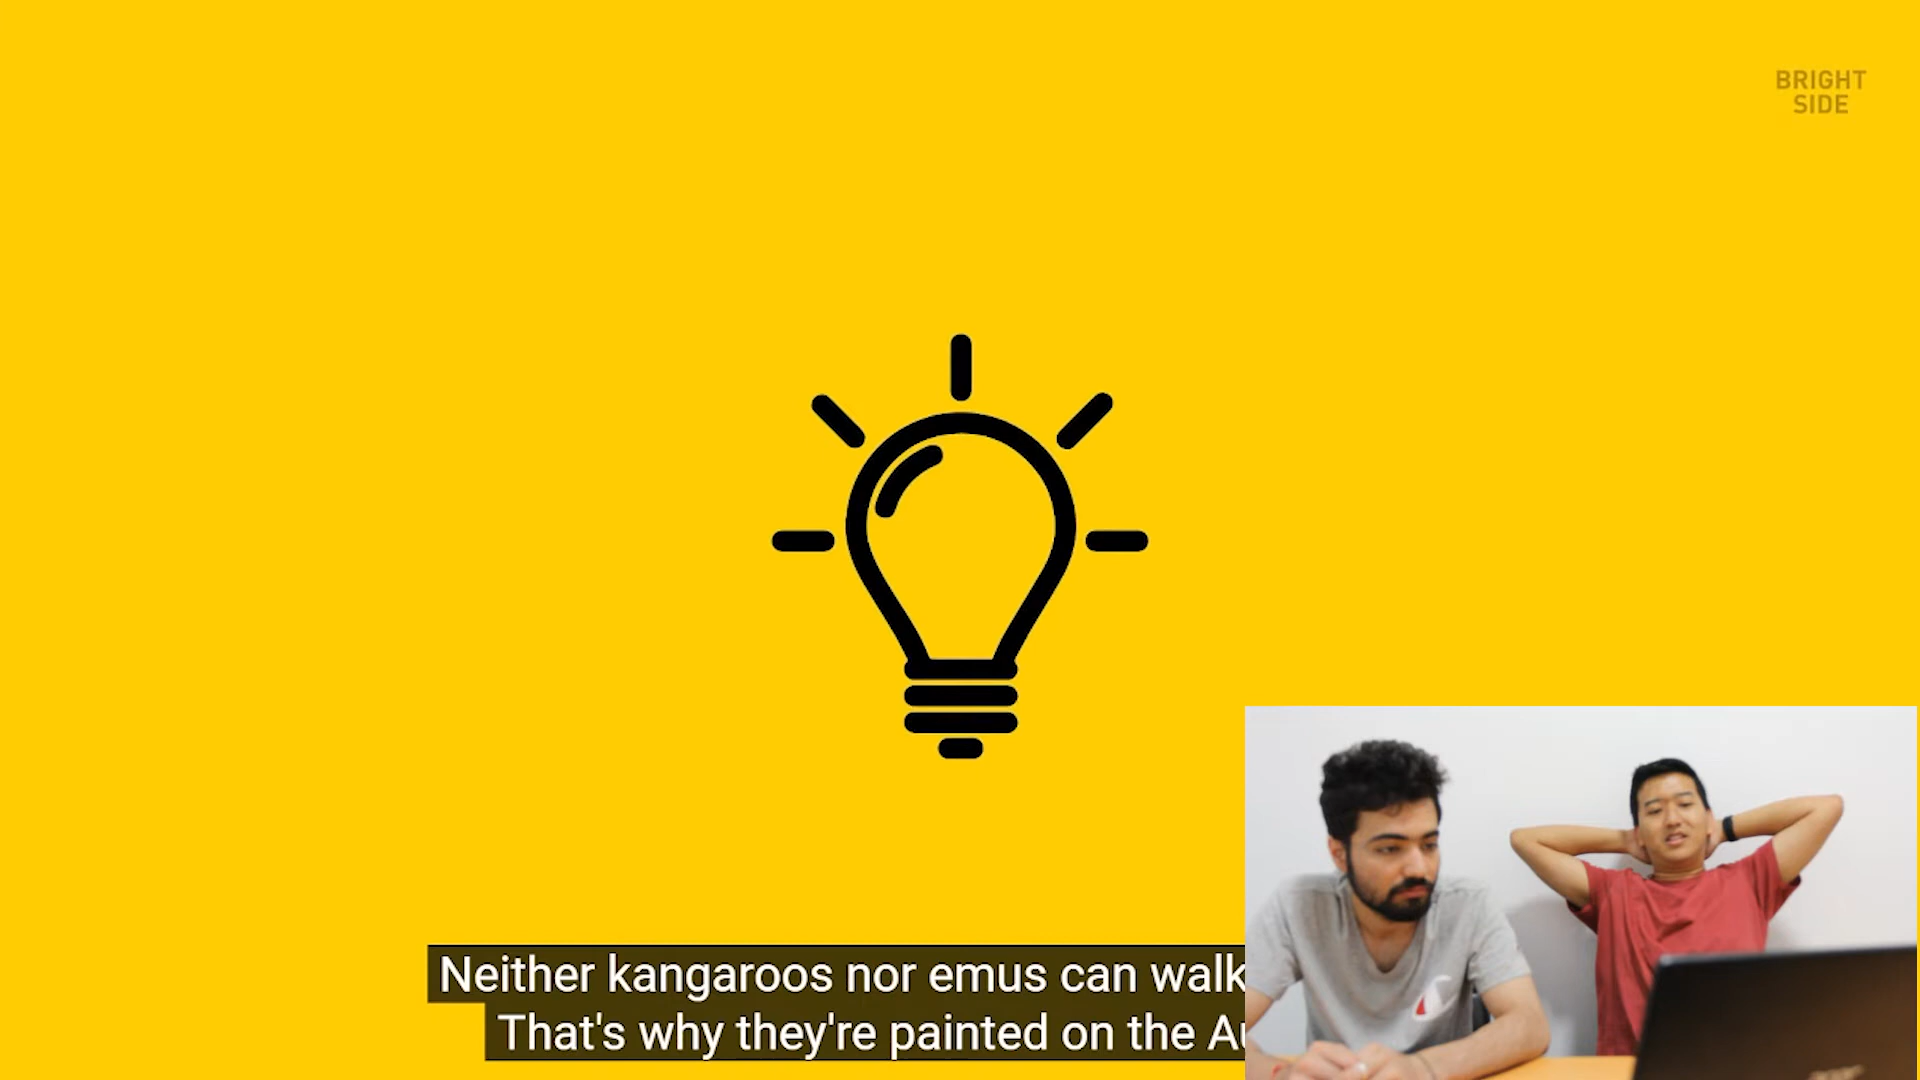 BRIGHT
SIDE
Neither kangaroos nor emus can walk
That's why they're painted on the